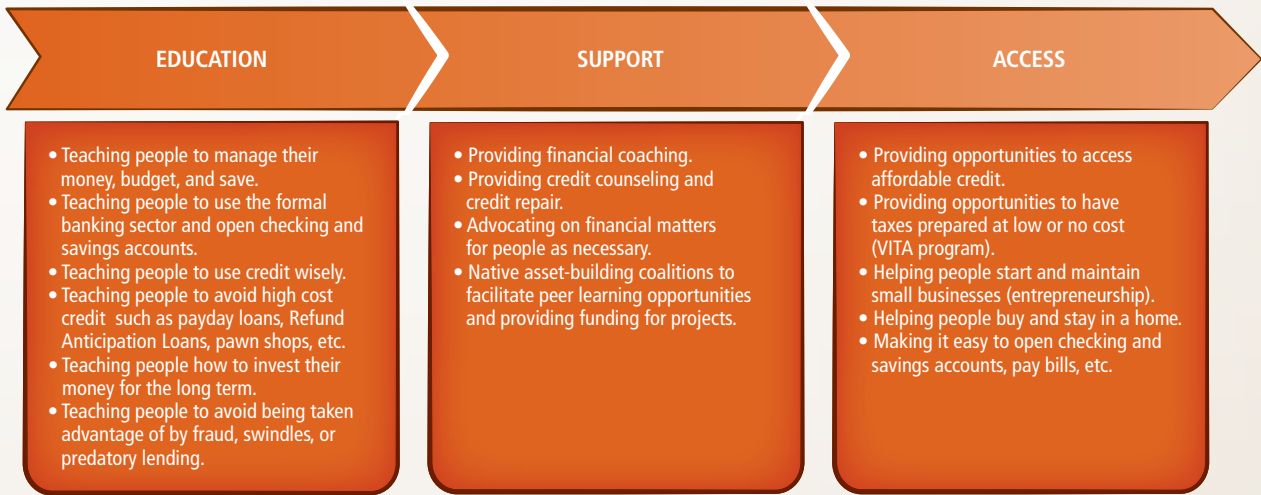 EDUCATION
SUPPORT
ACCESS
• Teaching people to manage their
money, budget, and save.
• Teaching people to use the formal
banking sector and open checking and
savings accounts.
• Teaching people to use credit wisely.
• Teaching people to avoid high cost
credit such as payday loans, Refund
Anticipation Loans, pawn shops, etc.
• Teaching people how to invest their
money for the long term.
• Teaching people to avoid being taken
advantage of by fraud, swindles, or
predatory lending.
• Providing financial coaching.
• Providing credit counseling and
credit repair.
• Advocating on financial matters
for people as necessary.
• Native asset-building coalitions to
facilitate peer learning opportunities
and providing funding for projects.
• Providing opportunities to access
affordable credit.
• Providing opportunities to have
taxes prepared at low or no cost
(VITA program).
• Helping people start and maintain
small businesses (entrepreneurship).
• Helping people buy and stay in a home.
• Making it easy to open checking and
savings accounts, pay bills, etc.